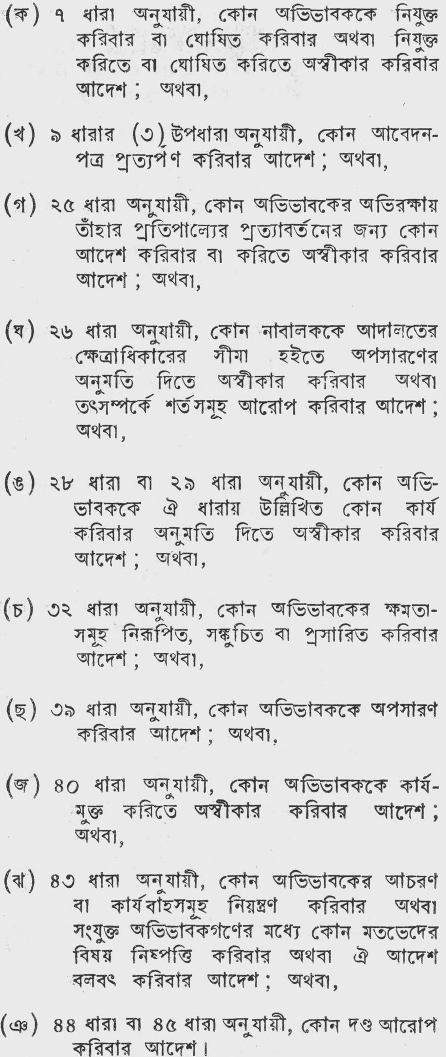 (ক) ৭ ধারা অনুযায়ী, কোন অভিভাবককে নিযুক্ত
করিবার বা ঘোষিত করিবার অথবা নিযুক্ত
করিতে বা ঘোষিত করিতে অস্বীকার করিবার
আদেশ ; অথবা,
(খ) ৯ ধারার (৩) উপধারা অনুযায়ী, কোন আবেদন-
পত্র প্রত্যর্পণ করিবার আদেশ ; অথবা,
(গ) ২৫ ধারা অনুযায়ী, কোন অভিভাবকের অভিরক্ষায়
তাঁহার প্রতিপাল্যের প্রত্যাবর্তনের জন্য কোন
আদেশ করিবার বা করিতে অস্বীকার করিবার
আদেশ ; অথবা,
(ঘ) ২৬ ধারা অনুযায়ী, কোন নাবালককে আদালতের
ক্ষেত্রাধিকারের সীমা হইতে অপসারণের
অনুমতি দিতে অস্বীকার করিবার অথবা
তৎসম্পর্কে শর্তসমূহ আরোপ করিবার আদেশ ;
অথবা,
(ঙ) ২৮ ধারা বা ২৯ ধারা অনুযায়ী, কোন অভি-
ভাবককে ঐ ধারায় উল্লিখিত কোন কার্য
করিবার অনুমতি দিতে অস্বীকার করিবার
আদেশ ; অথবা,
(চ) ৩২ ধারা অনুযায়ী, কোন অভিভাবকের ক্ষমতা-
সমূহ নিরূপিত, সঙ্কুচিত বা প্রসারিত করিবার
আদেশ ; অথবা,
(ছ) ৩৯ ধারা অনুযায়ী, কোন অভিভাবককে অপসারণ
করিবার আদেশ ; অথবা,
(জ) ৪০ ধারা অনুযায়ী, কোন অভিভাবককে কার্য-
মুক্ত করিতে অস্বীকার করিবার আদেশ ;
অথবা,
(ঝ) ৪৩ ধারা অনুযায়ী, কোন অভিভাবকের আচরণ
বা কার্যবাহসমূহ নিয়ন্ত্রণ করিবার অথবা
সংযুক্ত অভিভাবকগণের মধ্যে কোন মতভেদের
বিষয় নিষ্পত্তি করিবার অথবা ঐ আদেশ
বলবৎ করিবার আদেশ ; অথবা,
(ঞ) ৪৪ ধারা বা ৪৫ ধারা অনুযায়ী, কোন দণ্ড আরোপ
করিবার আদেশ।